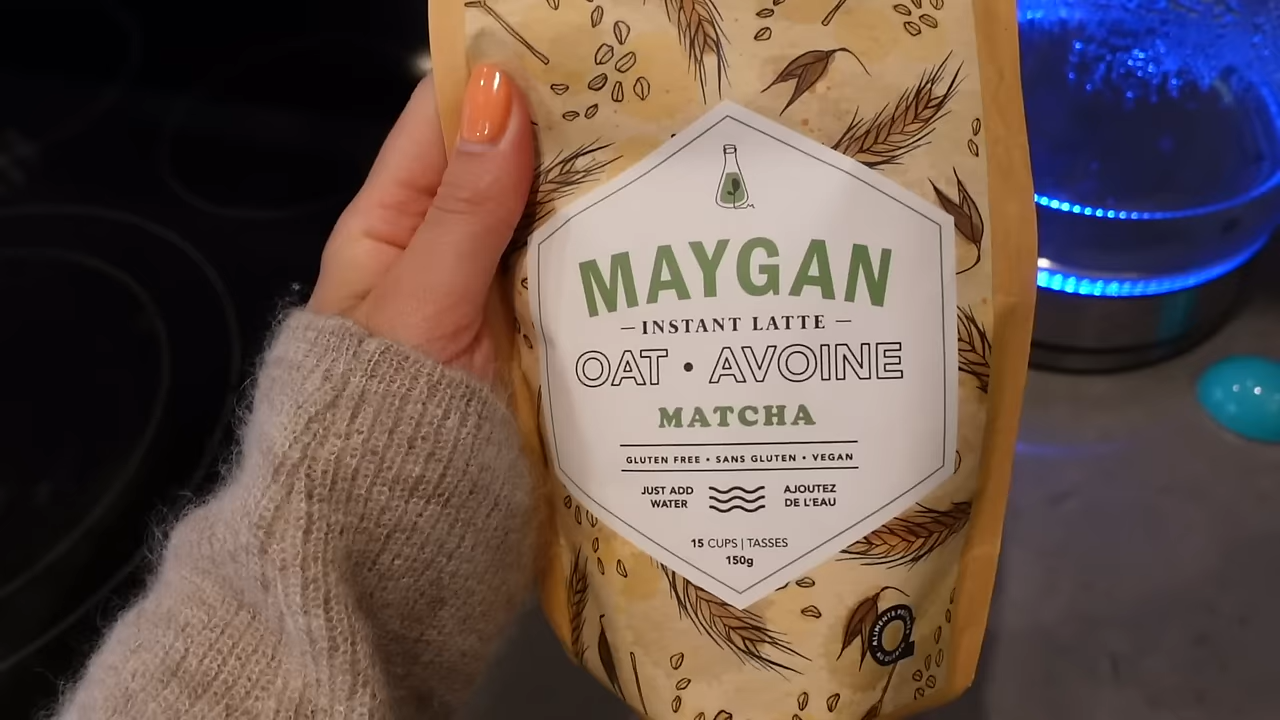 MAYGAN
— INSTANT LATTE —
OAT • AVOINE
MATCHA
GLUTEN FREE • SANS GLUTEN • VEGAN
JUST ADD
WATER
AJOUTEZ
DE L'EAU
15 CUPS | TASSES
150g